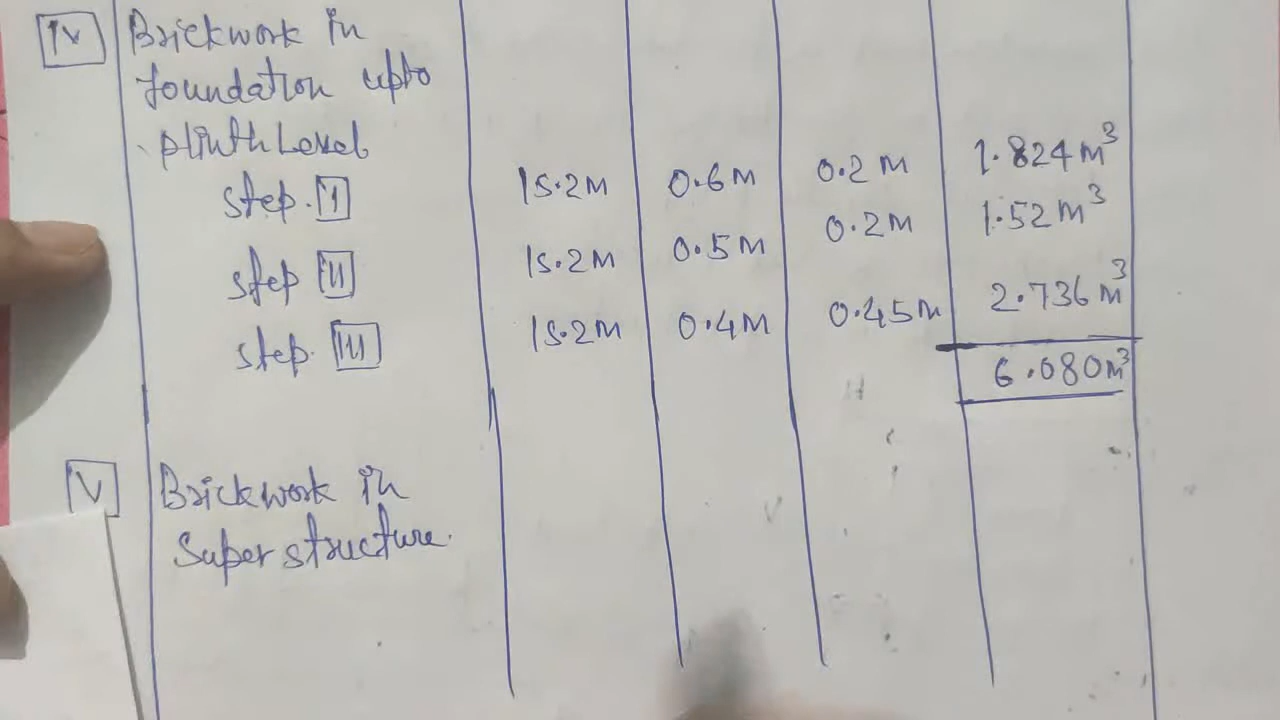 IV Brickwork in
foundation upto
plinth Level
step. I 15.2M 0.6M 0.2M 1.824M³
step II 15.2M 0.5M 0.2M 1.52M³
step. III 15.2M 0.4M 0.45M 2.736M³
6.080M³
V Brickwork in
Super structure.